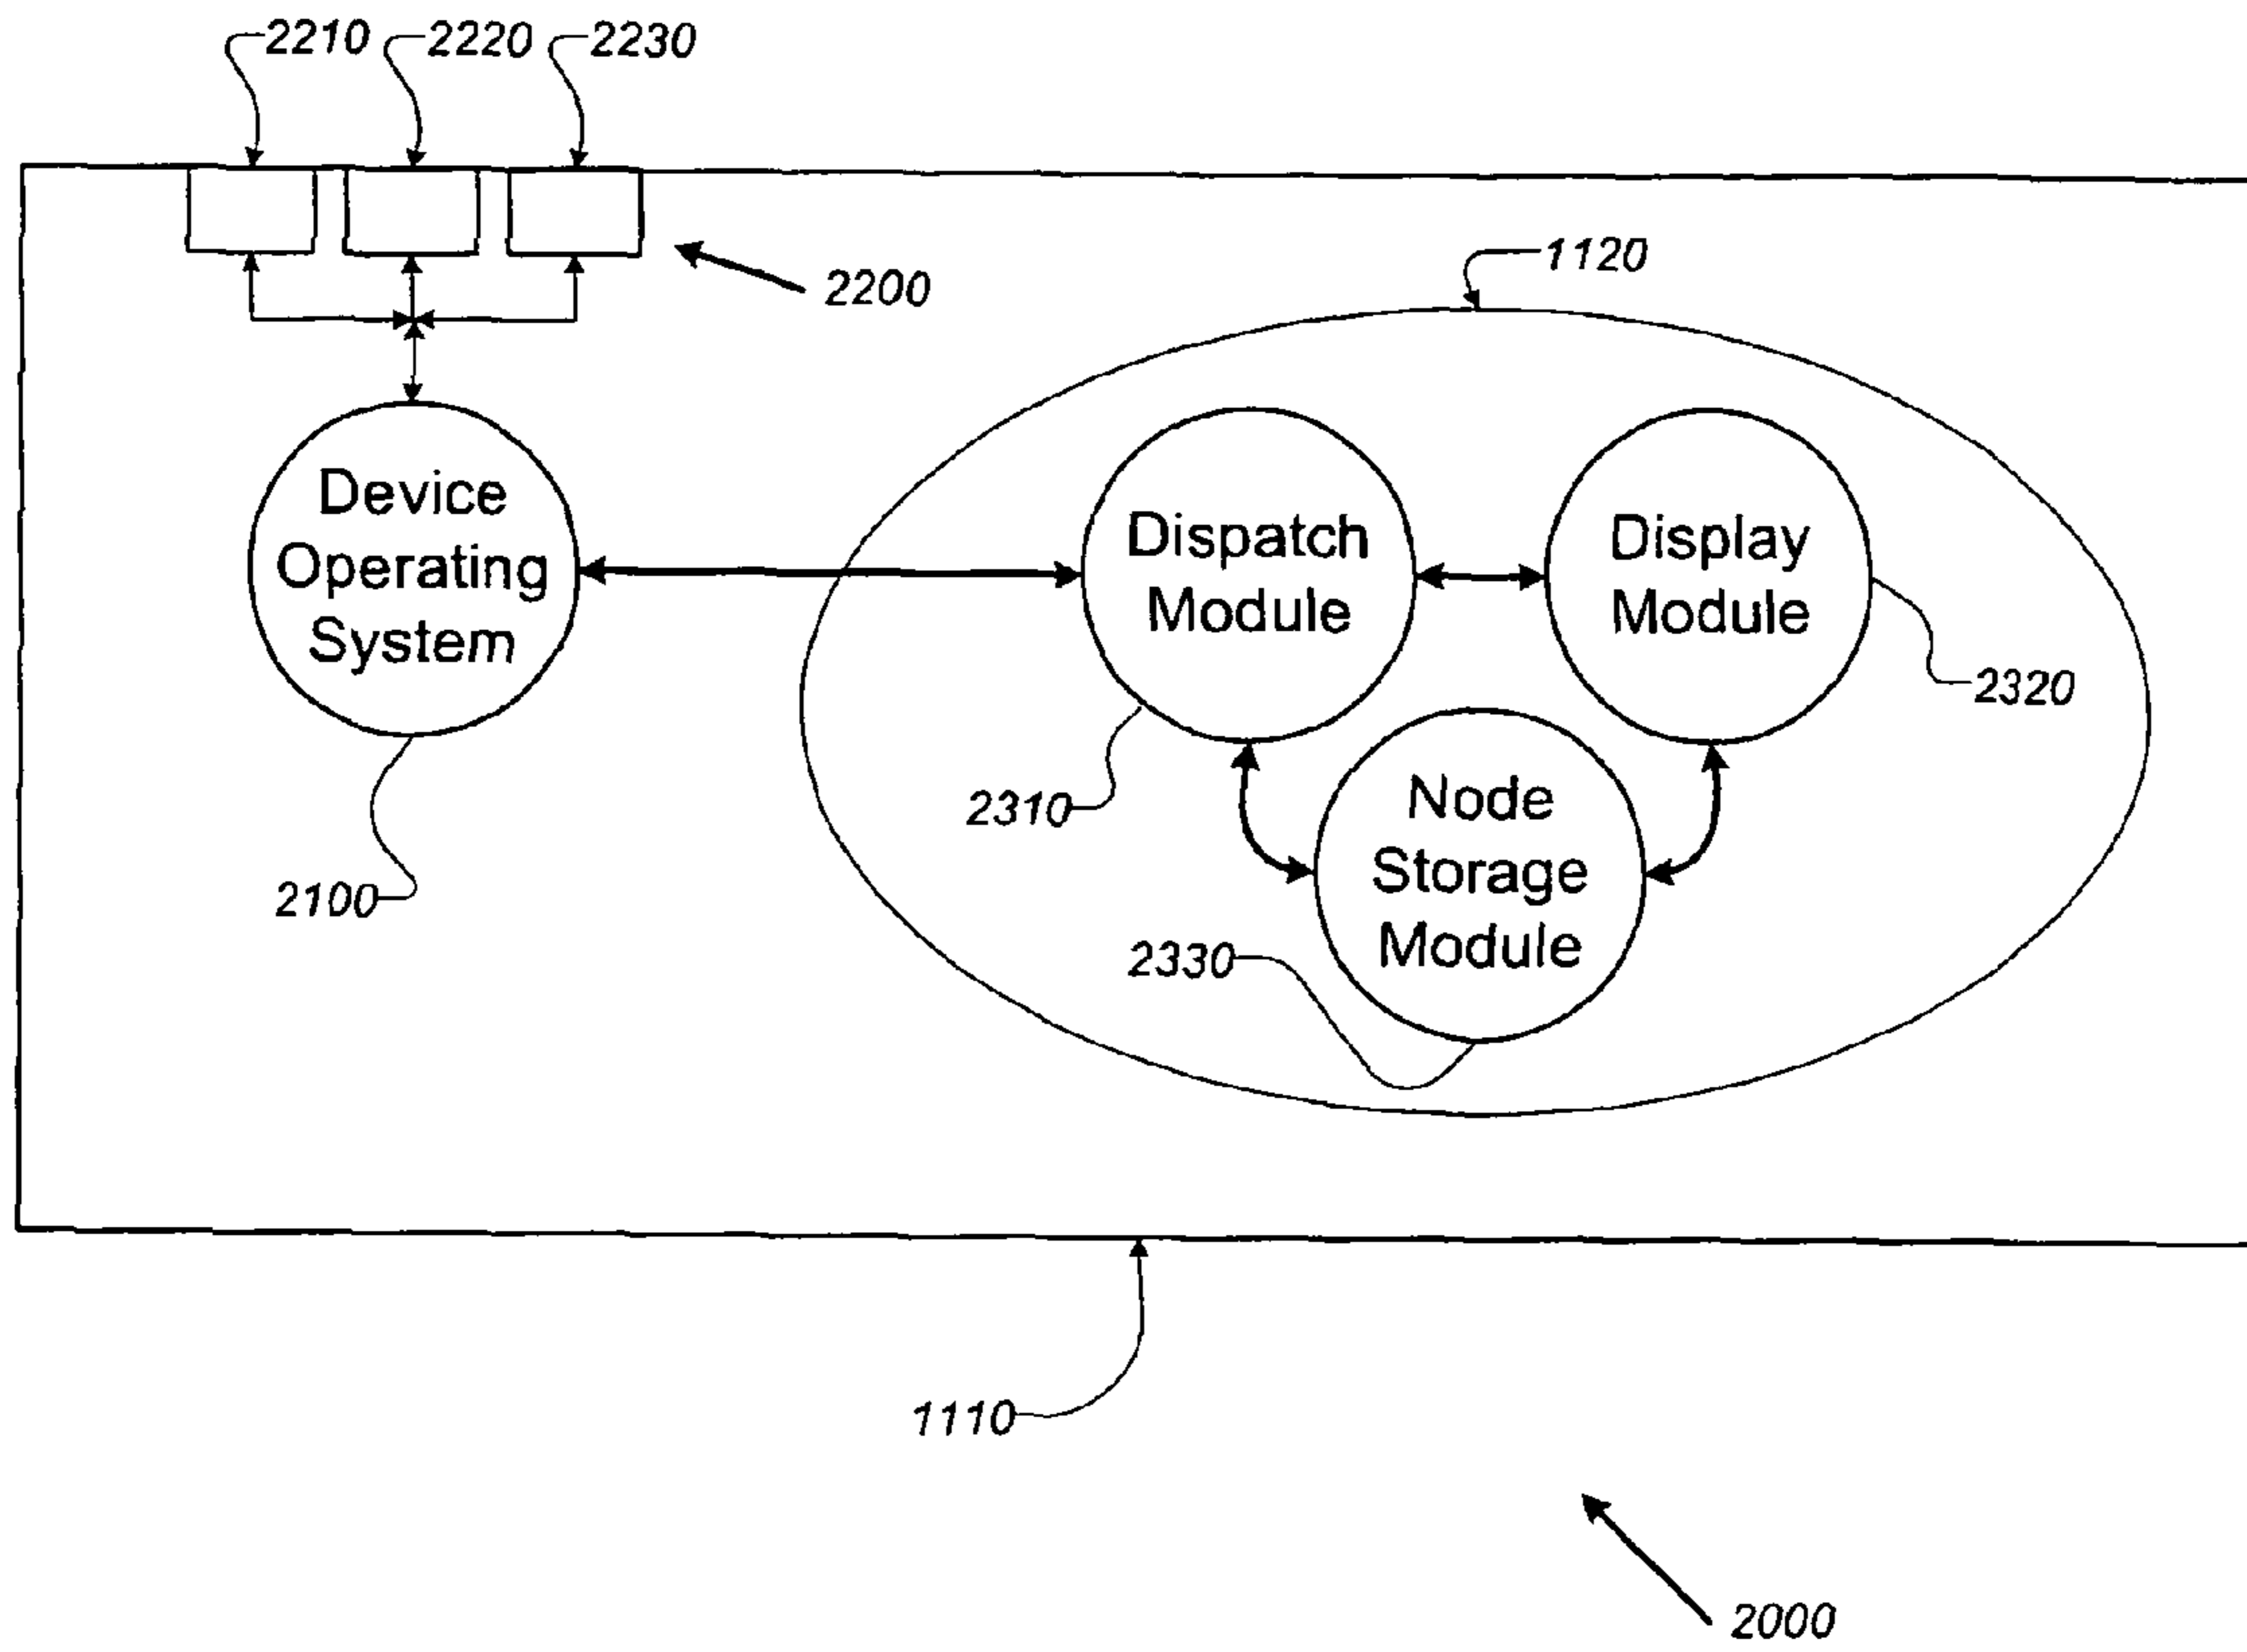 2210
2220
2230
2200
1120
Device
Operating
System
Dispatch
Module
Display
Module
2320
2310
Node
Storage
Module
2100
2330
1110
2000